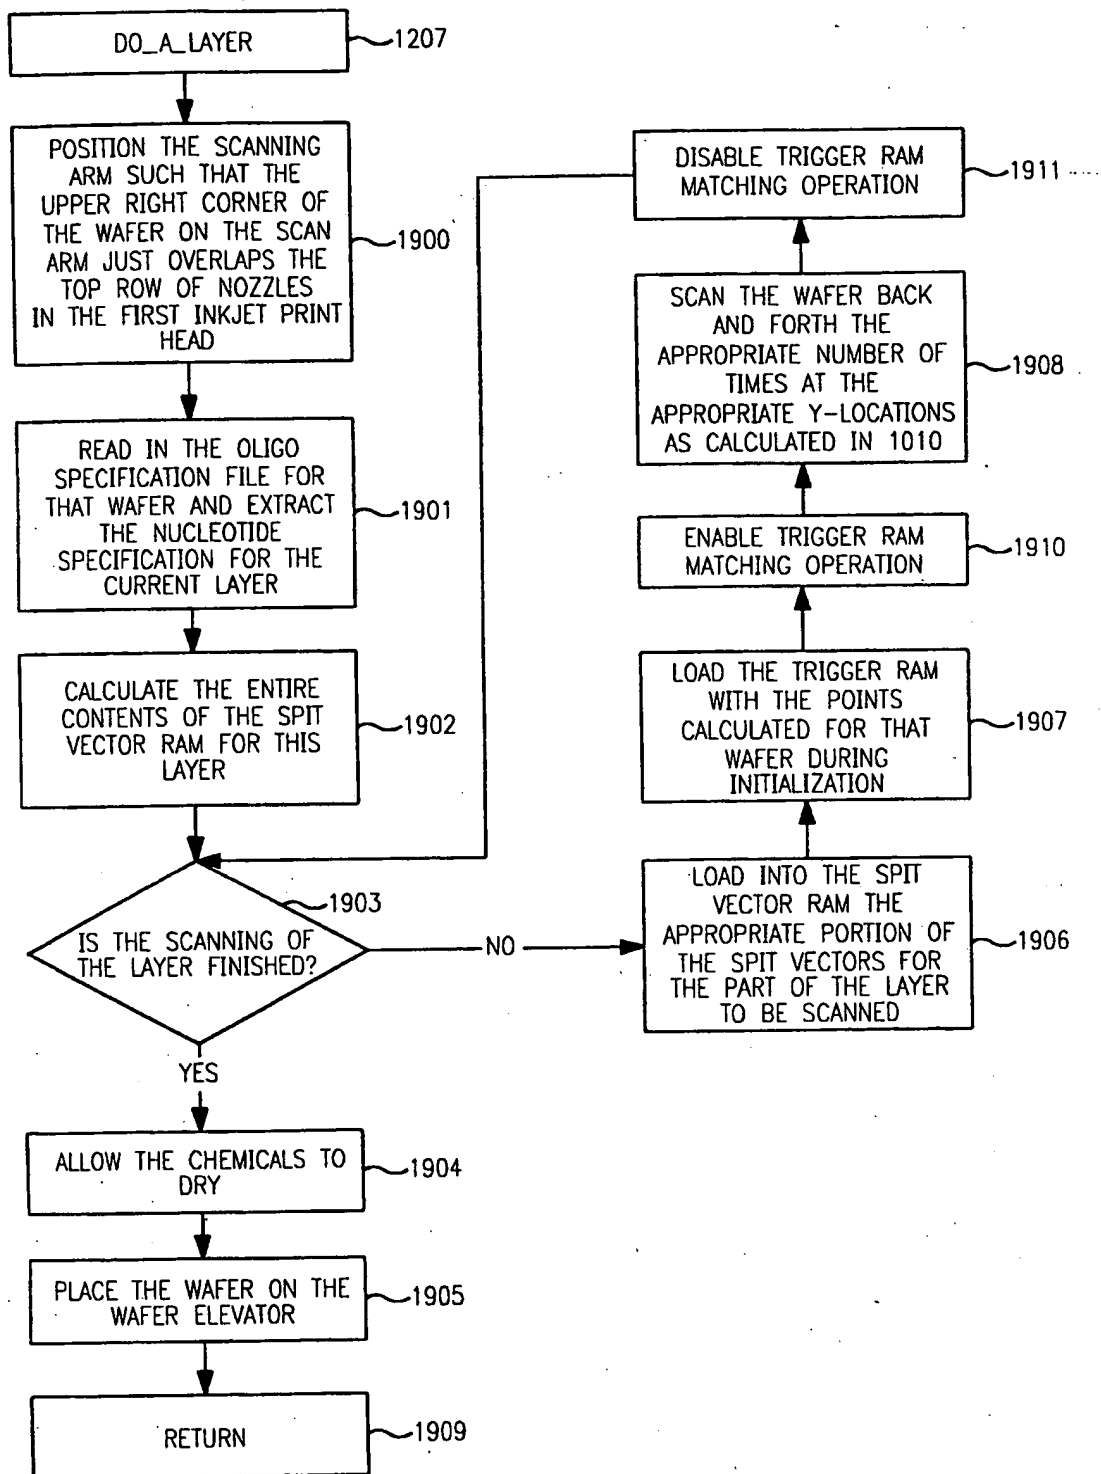 DO_A_LAYER
1207
POSITION THE SCANNING
ARM SUCH THAT THE
UPPER RIGHT CORNER OF
THE WAFER ON THE SCAN
ARM JUST OVERLAPS THE
TOP ROW OF NOZZLES
IN THE FIRST INKJET PRINT
HEAD
1900
READ IN THE OLIGO
SPECIFICATION FILE FOR
THAT WAFER AND EXTRACT
THE NUCLEOTIDE
SPECIFICATION FOR THE
CURRENT LAYER
1901
CALCULATE THE ENTIRE
CONTENTS OF THE SPIT
VECTOR RAM FOR THIS
LAYER
1902
IS THE SCANNING OF
THE LAYER FINISHED?
1903
NO
YES
ALLOW THE CHEMICALS TO
DRY
1904
PLACE THE WAFER ON THE
WAFER ELEVATOR
1905
RETURN
1909
DISABLE TRIGGER RAM
MATCHING OPERATION
1911
SCAN THE WAFER BACK
AND FORTH THE
APPROPRIATE NUMBER OF
TIMES AT THE
APPROPRIATE Y-LOCATIONS
AS CALCULATED IN 1010
1908
ENABLE TRIGGER RAM
MATCHING OPERATION
1910
LOAD THE TRIGGER RAM
WITH THE POINTS
CALCULATED FOR THAT
WAFER DURING
INITIALIZATION
1907
LOAD INTO THE SPIT
VECTOR RAM THE
APPROPRIATE PORTION OF
THE SPIT VECTORS FOR
THE PART OF THE LAYER
TO BE SCANNED
1906